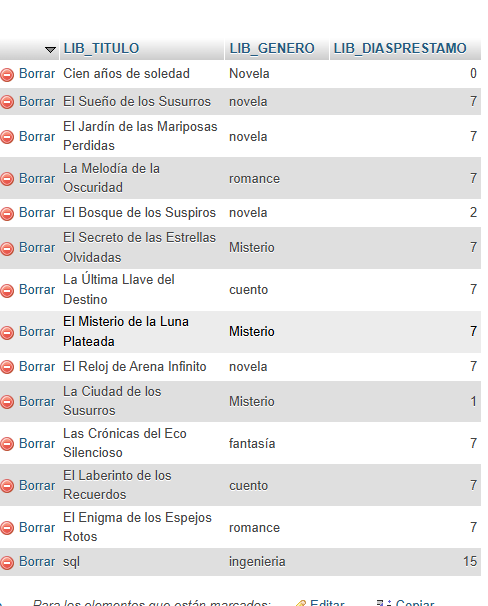 LIB_TITULO LIB_GENERO LIB_DIASPRESTAMO
Borrar Cien años de soledad Novela 0
Borrar El Sueño de los Susurros novela 7
El Jardín de las Mariposas
Borrar Perdidas novela 7
La Melodía de la
Borrar Oscuridad romance 7
Borrar El Bosque de los Suspiros novela 2
El Secreto de las Estrellas
Borrar Olvidadas Misterio 7
La Última Llave del
Borrar Destino cuento 7
El Misterio de la Luna
Borrar Plateada Misterio 7
Borrar El Reloj de Arena Infinito novela 7
La Ciudad de los
Borrar Susurros Misterio 1
Las Crónicas del Eco
Borrar Silencioso fantasía 7
El Laberinto de los
Borrar Recuerdos cuento 7
El Enigma de los Espejos
Borrar Rotos romance 7
Borrar sql ingenieria 15
Para los elementos que están marcados: Editar Copiar